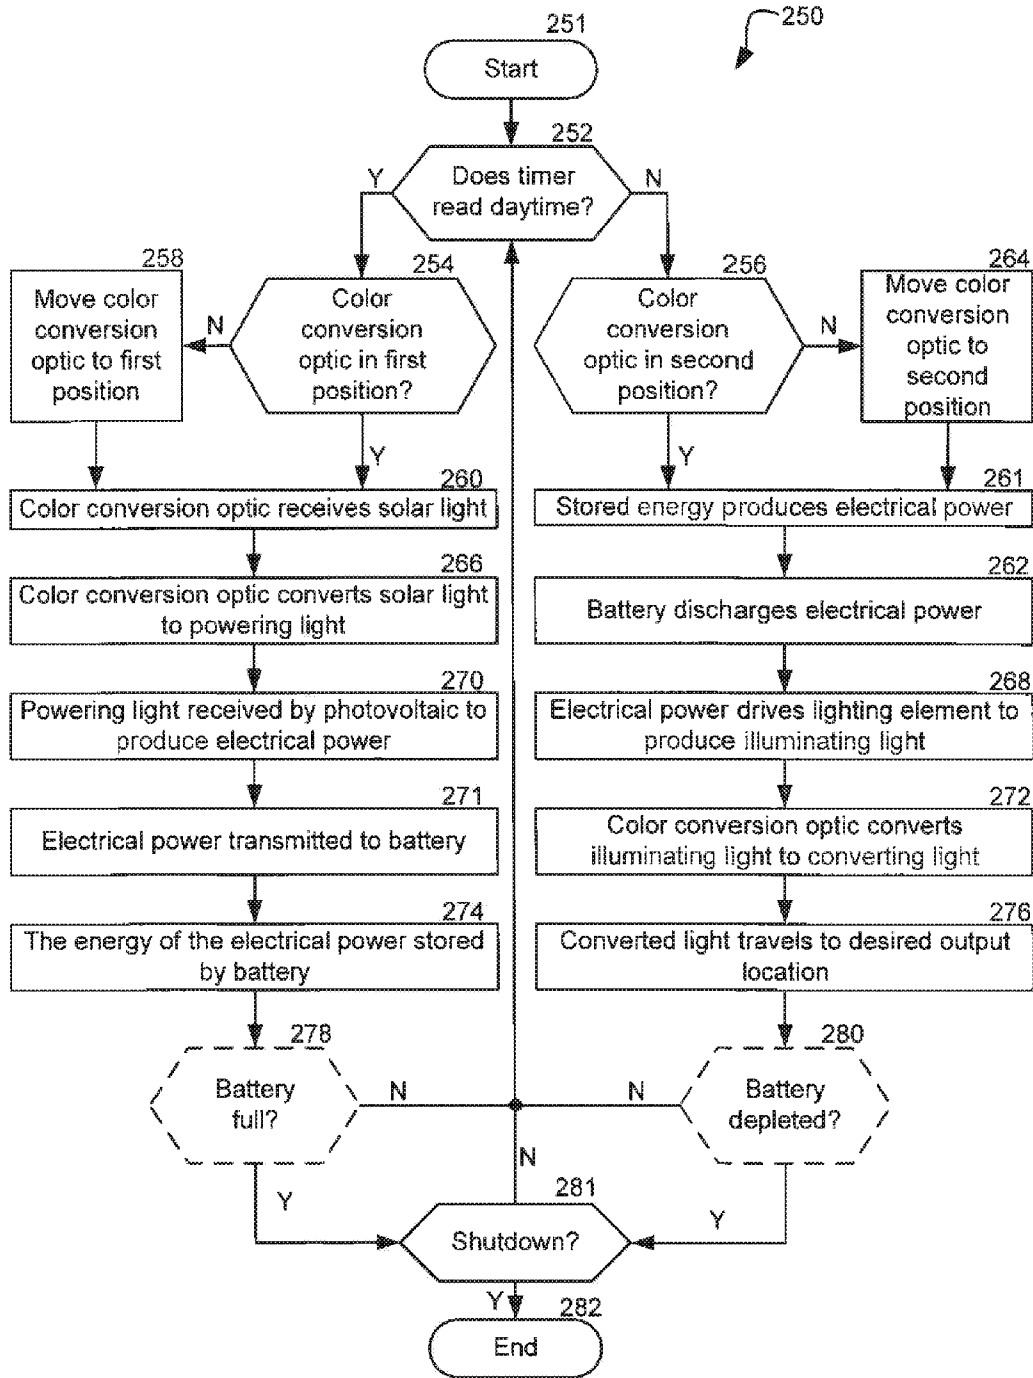 250
251
Start
252
Does timer
read daytime?
Y
N
258
Move color
conversion
optic to first
position
N
254
Color
conversion
optic in first
position?
256
Color
conversion
optic in second
position?
N
264
Move color
conversion
optic to
second
position
Y
Y
260
Color conversion optic receives solar light
261
Stored energy produces electrical power
266
Color conversion optic converts solar light
to powering light
262
Battery discharges electrical power
270
Powering light received by photovoltaic to
produce electrical power
268
Electrical power drives lighting element to
produce illuminating light
271
Electrical power transmitted to battery
272
Color conversion optic converts
illuminating light to converting light
274
The energy of the electrical power stored
by battery
276
Converted light travels to desired output
location
278
Battery
full?
N
N
280
Battery
depleted?
Y
N
Y
281
Shutdown?
Y
282
End